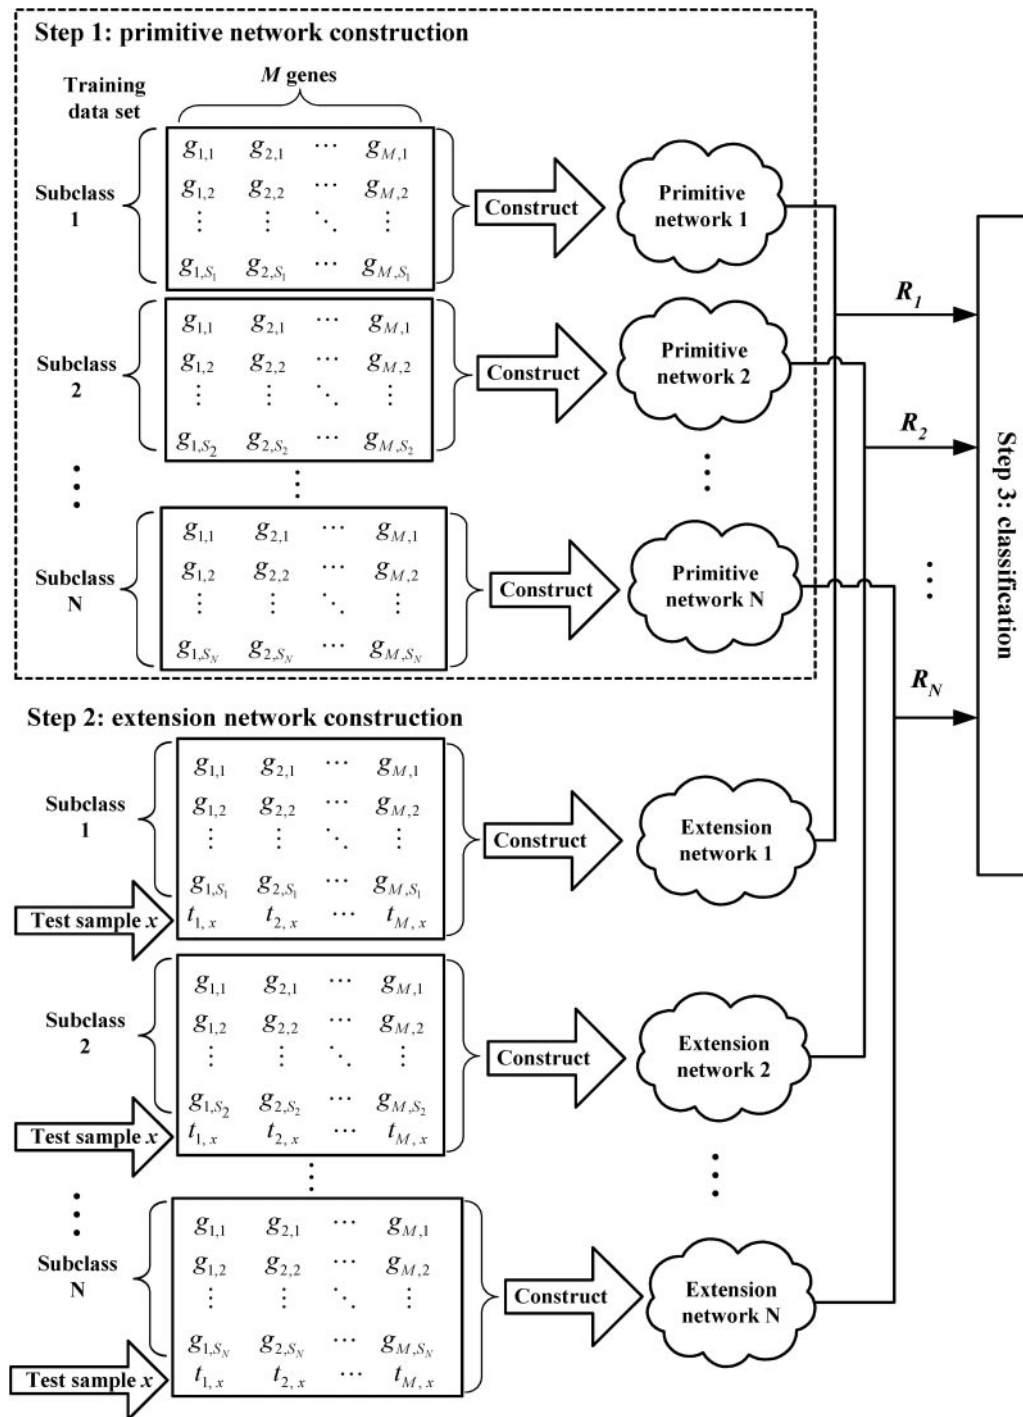 Step 1: primitive network construction
Training
data set
M genes
Subclass
1
g1,1 g2,1 ⋯ gM,1
g1,2 g2,2 ⋯ gM,2
⋮ ⋮ ⋱ ⋮
g1,S1 g2,S1 ⋯ gM,S1
Construct
Primitive
network 1
Subclass
2
g1,1 g2,1 ⋯ gM,1
g1,2 g2,2 ⋯ gM,2
⋮ ⋮ ⋱ ⋮
g1,S2 g2,S2 ⋯ gM,S2
Construct
Primitive
network 2
⋮ ⋮ ⋮
Subclass
N
g1,1 g2,1 ⋯ gM,1
g1,2 g2,2 ⋯ gM,2
⋮ ⋮ ⋱ ⋮
g1,SN g2,SN ⋯ gM,SN
Construct
Primitive
network N
R1
R2
⋮
RN
Step 3: classification
Step 2: extension network construction
Subclass
1
g1,1 g2,1 ⋯ gM,1
g1,2 g2,2 ⋯ gM,2
⋮ ⋮ ⋱ ⋮
g1,S1 g2,S1 ⋯ gM,S1
Test sample x
t1,x t2,x ⋯ tM,x
Construct
Extension
network 1
Subclass
2
g1,1 g2,1 ⋯ gM,1
g1,2 g2,2 ⋯ gM,2
⋮ ⋮ ⋱ ⋮
g1,S2 g2,S2 ⋯ gM,S2
Test sample x
t1,x t2,x ⋯ tM,x
Construct
Extension
network 2
⋮ ⋮ ⋮
Subclass
N
g1,1 g2,1 ⋯ gM,1
g1,2 g2,2 ⋯ gM,2
⋮ ⋮ ⋱ ⋮
g1,SN g2,SN ⋯ gM,SN
Test sample x
t1,x t2,x ⋯ tM,x
Construct
Extension
network N